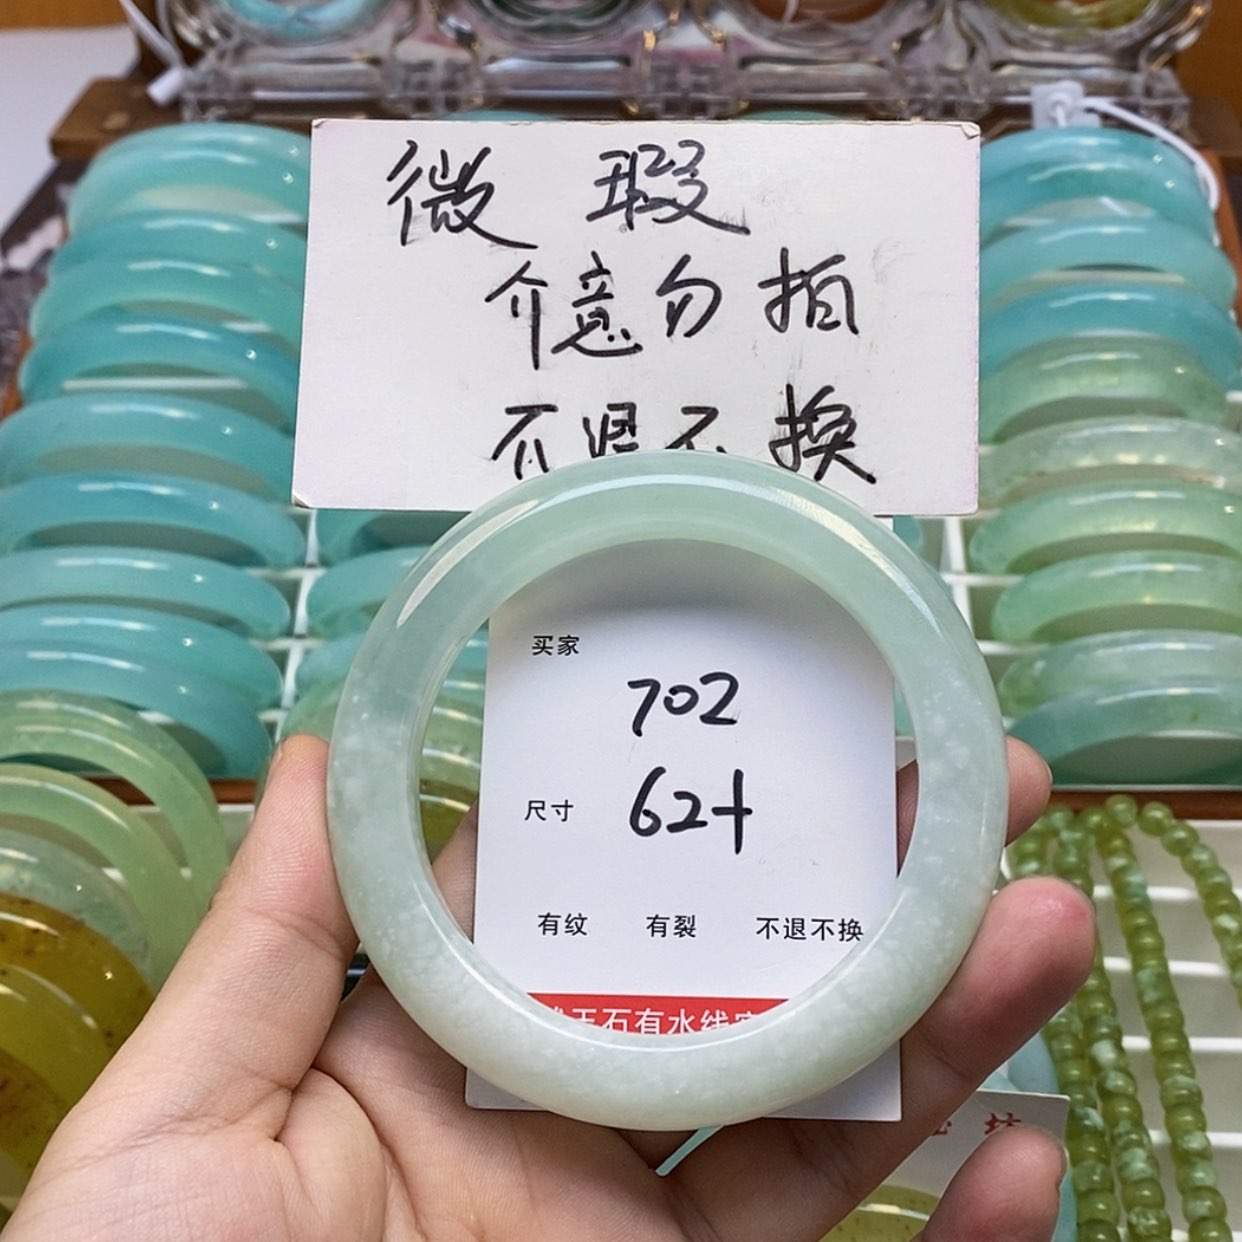 微瑕
介意勿拍
不退不换
买家
702
尺寸 62+
有纹 有裂 不退不换
玉石有水线